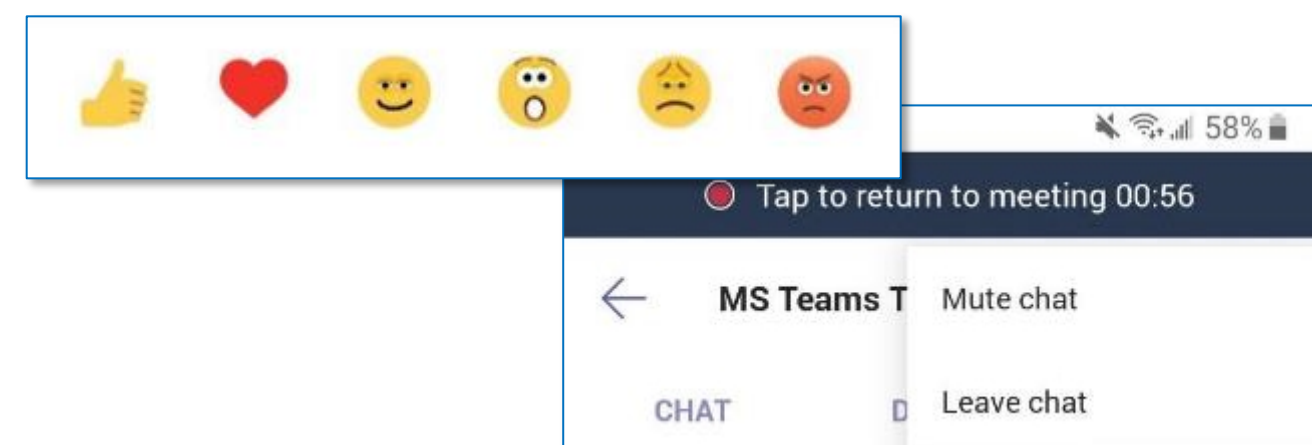 58%
Tap to return to meeting 00:56
MS Teams T
Mute chat
CHAT D
Leave chat